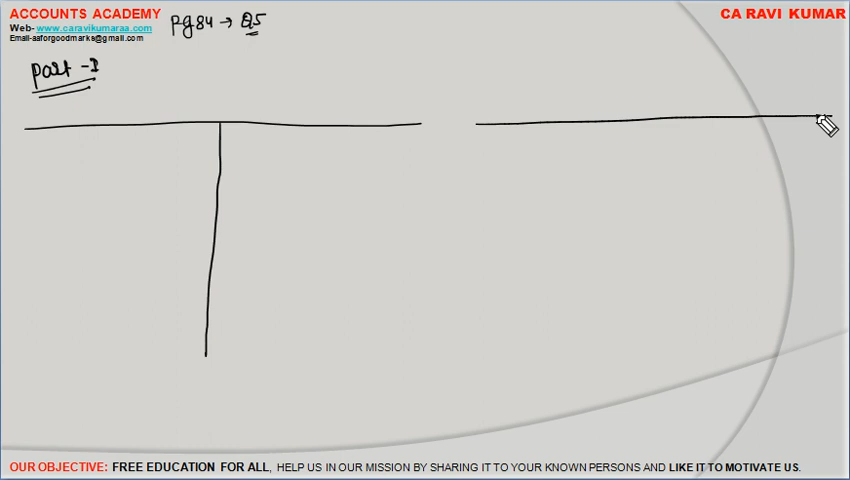 ACCOUNTS ACADEMY
CA RAVI KUMAR
Web- www.caravikumaraa.com
Email-aaforgoodmarks@gmail.com
Pg 84 → Q5
Part -I
OUR OBJECTIVE: FREE EDUCATION FOR ALL, HELP US IN OUR MISSION BY SHARING IT TO YOUR KNOWN PERSONS AND LIKE IT TO MOTIVATE US.